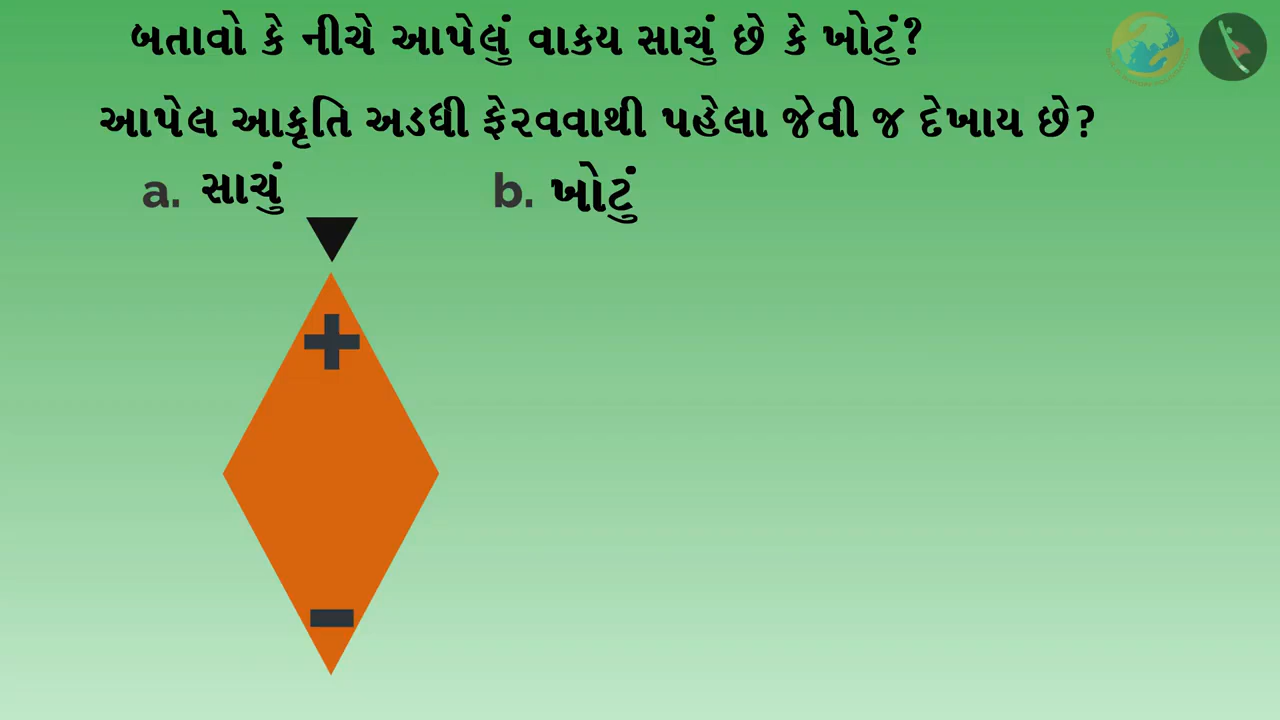 બતાવો કે નીચે આપેલું વાકય સાચું છે કે ખોટું?
આપેલ આકૃતિ અડધી ફેરવવાથી પહેલા જેવી જ દેખાય છે?
a. સાચું b. ખોટું
+
-